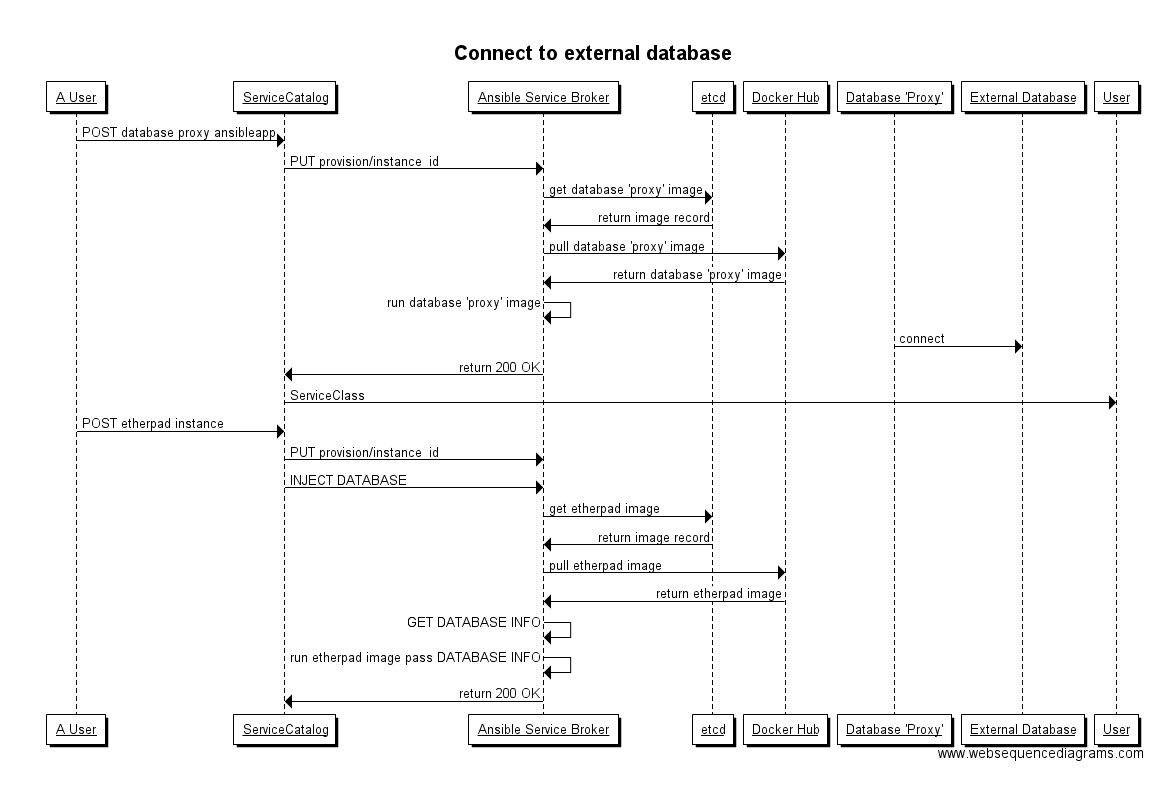 Connect to external database
A User
ServiceCatalog
Ansible Service Broker
etcd
Docker Hub
Database 'Proxy'
External Database
User
POST database proxy ansibleapp
PUT provision/instance_id
get database 'proxy' image
return image record
pull database 'proxy' image
return database 'proxy' image
run database 'proxy' image
connect
return 200 OK
ServiceClass
POST etherpad instance
PUT provision/instance_id
INJECT DATABASE
get etherpad image
return image record
pull etherpad image
return etherpad image
GET DATABASE INFO
run etherpad image pass DATABASE INFO
return 200 OK
A User
ServiceCatalog
Ansible Service Broker
etcd
Docker Hub
Database 'Proxy'
External Database
User
www.websequencediagrams.com